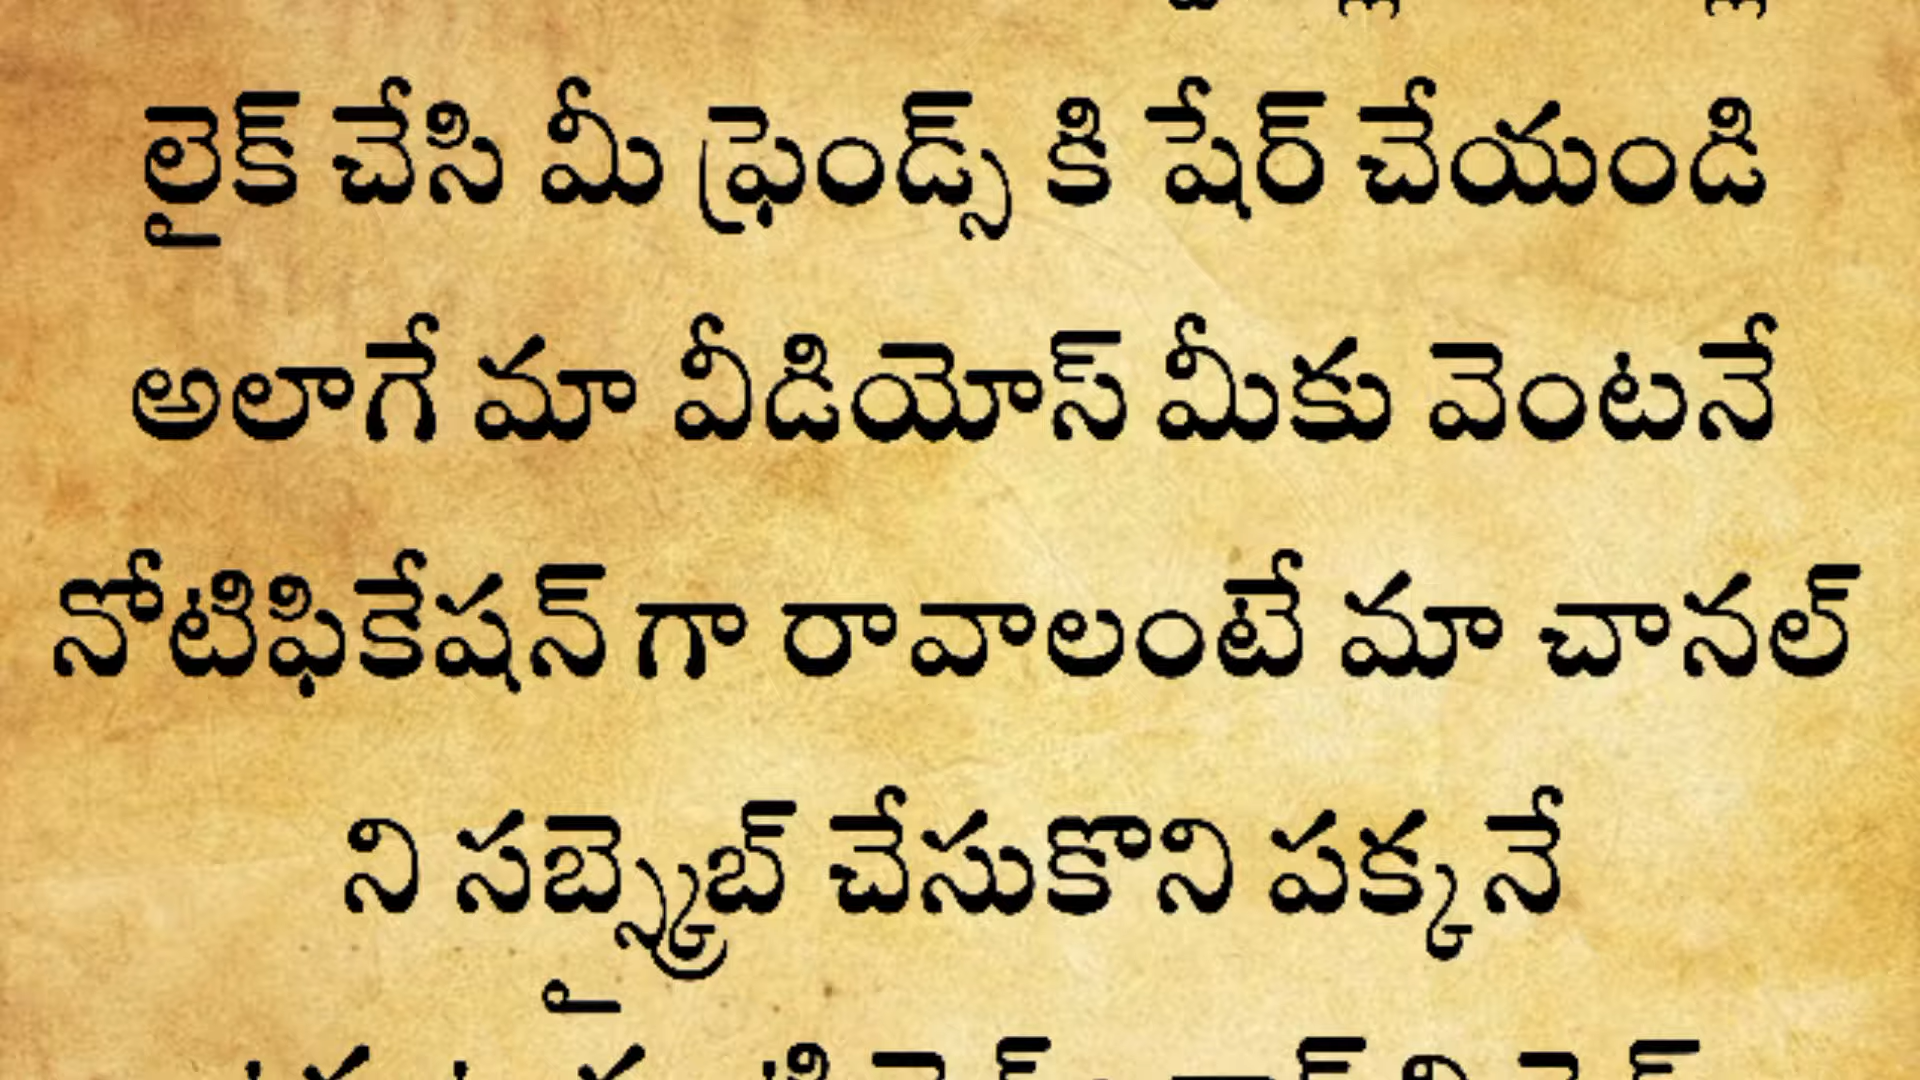 లైక్ చేసి మీ ఫ్రెండ్స్ కి షేర్ చేయండి
అలాగే మా వీడియోస్ మీకు వెంటనే
నోటిఫికేషన్ గా రావాలంటే మా చానల్
ని సబ్స్క్రైబ్ చేసుకొని పక్కనే